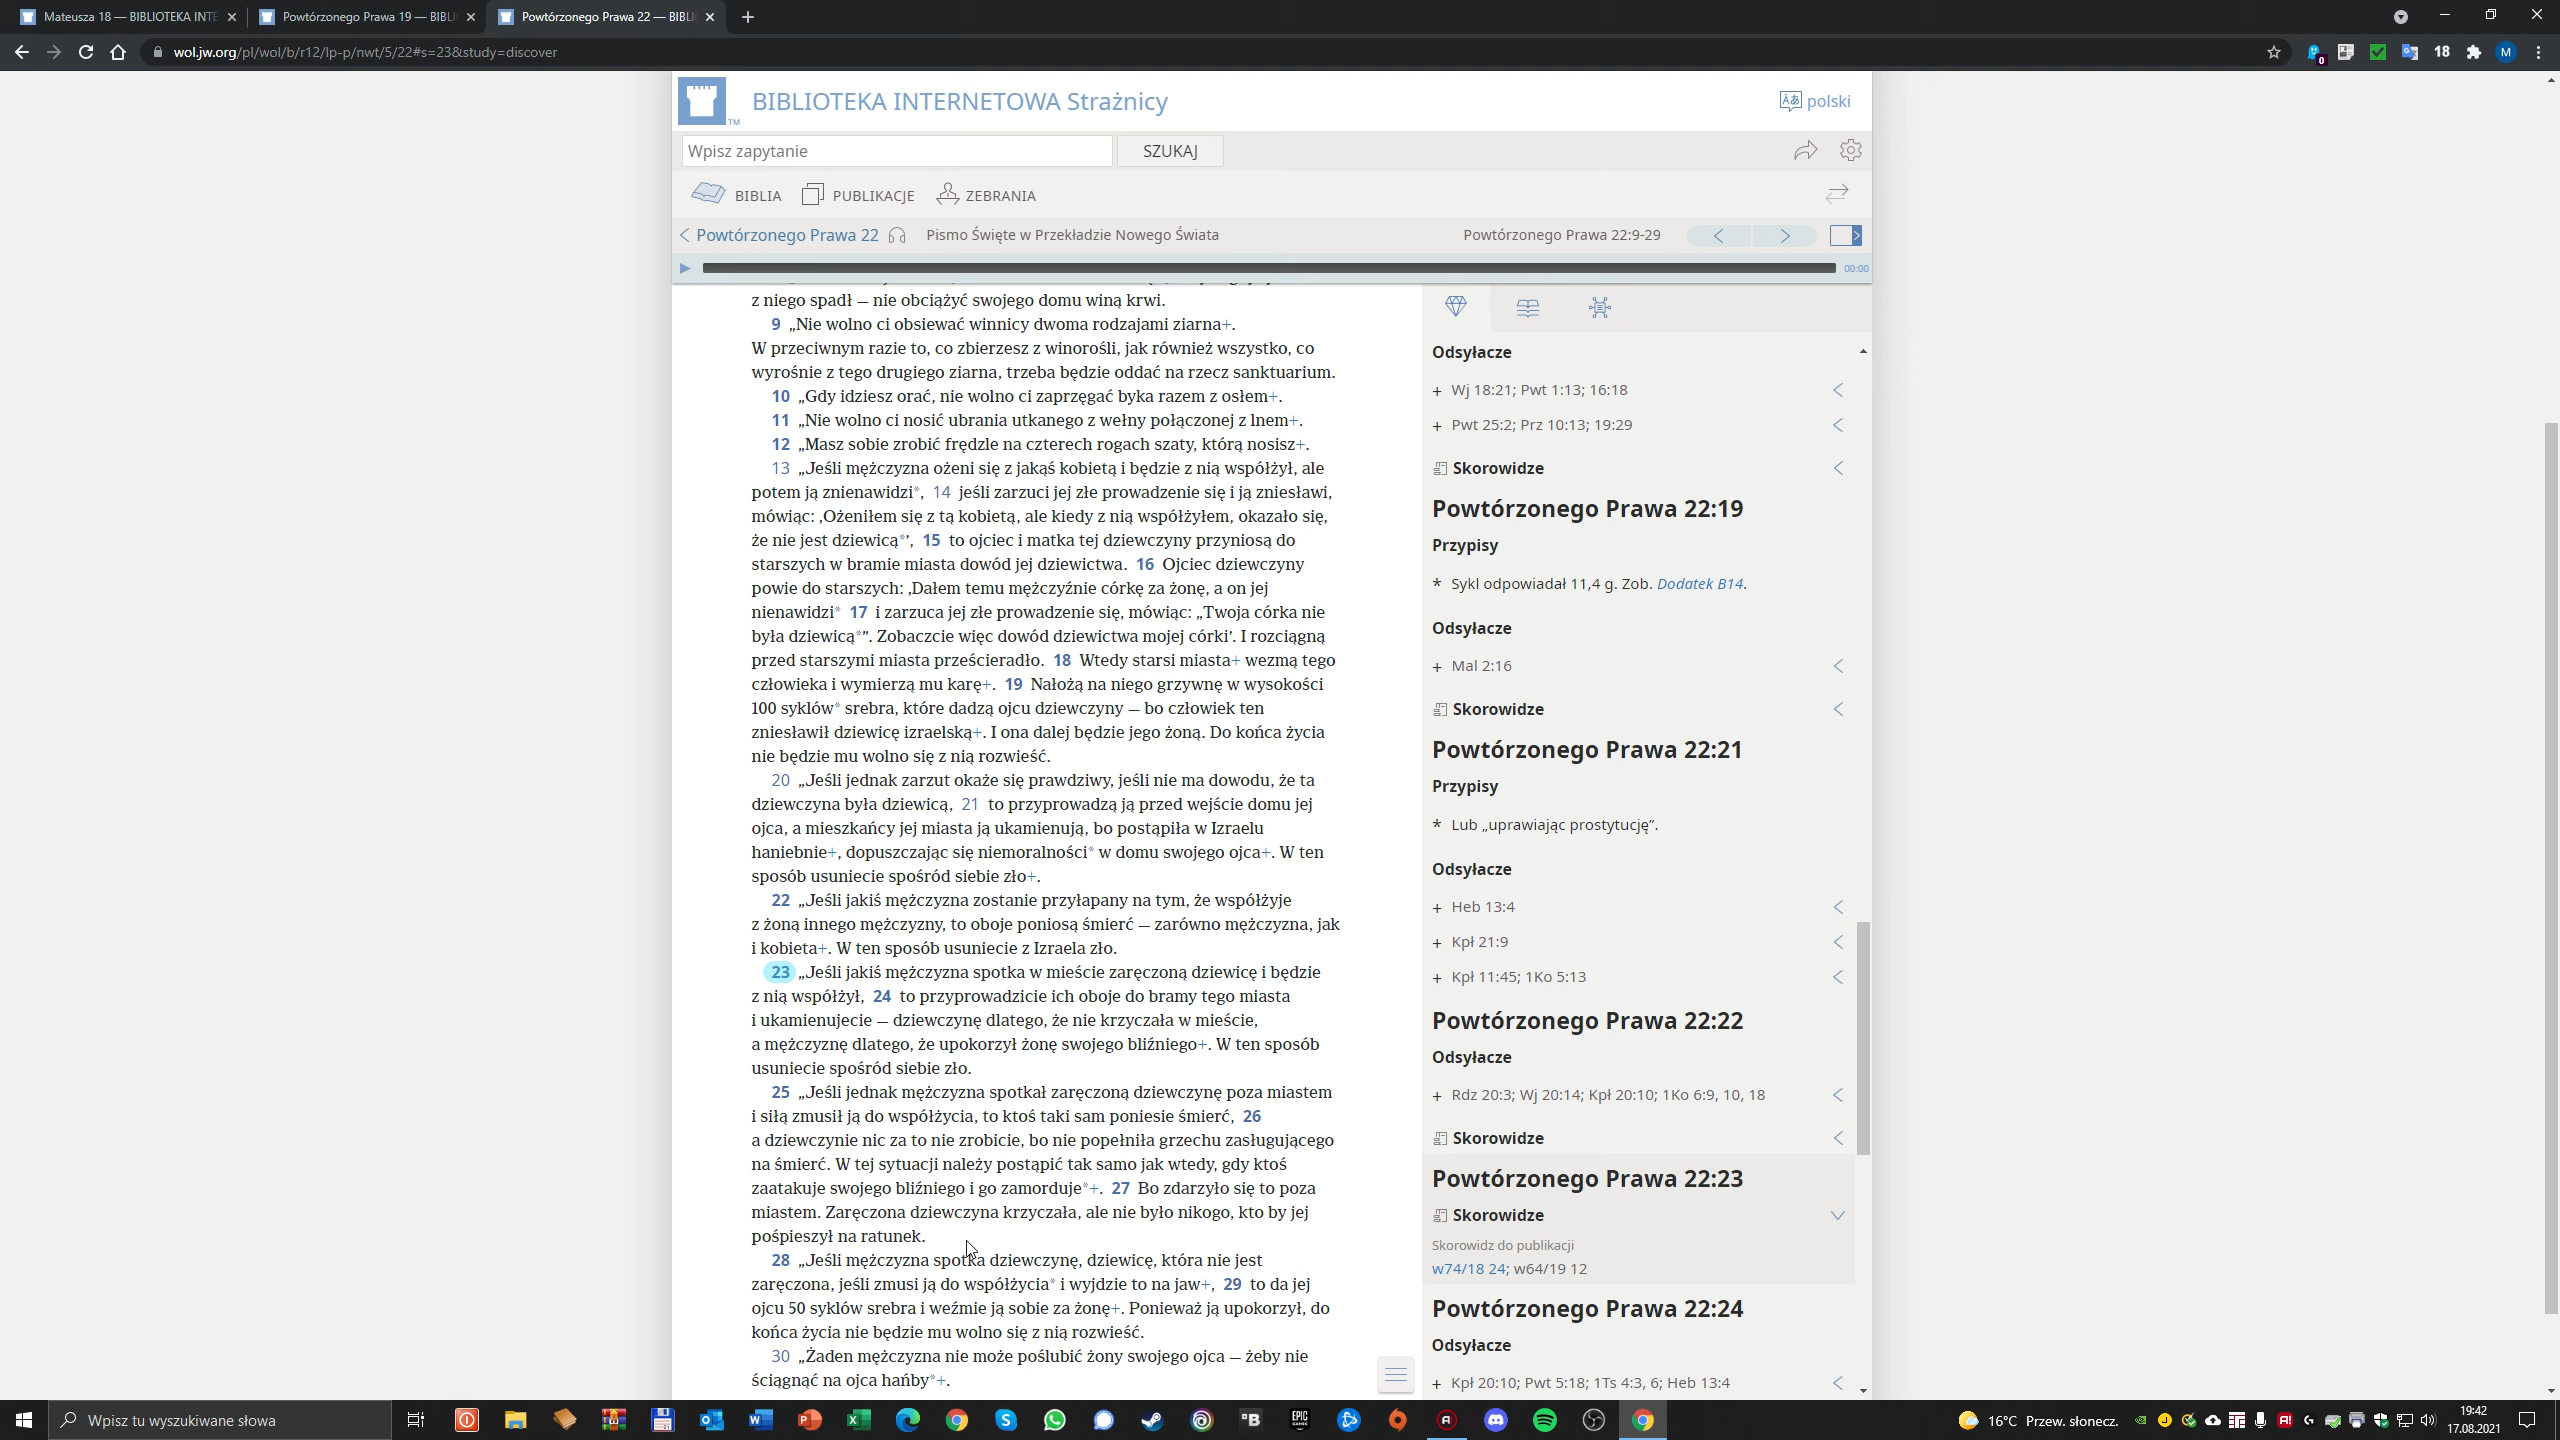 Mateusza 18 — BIBLIOTEKA INTE
Powtórzonego Prawa 19 — BIBLI
Powtórzonego Prawa 22 — BIBLI
wol.jw.org/pl/wol/b/r12/lp-p/nwt/5/22#s=23&study=discover
0
18
M
TM
BIBLIOTEKA INTERNETOWA Strażnicy
polski
Wpisz zapytanie
SZUKAJ
BIBLIA
PUBLIKACJE
ZEBRANIA
Powtórzonego Prawa 22
Pismo Święte w Przekładzie Nowego Świata
Powtórzonego Prawa 22:9-29
00:00
z niego spadł — nie obciążyć swojego domu winą krwi.
9 „Nie wolno ci obsiewać winnicy dwoma rodzajami ziarna+.
W przeciwnym razie to, co zbierzesz z winorośli, jak również wszystko, co
wyrośnie z tego drugiego ziarna, trzeba będzie oddać na rzecz sanktuarium.
10 „Gdy idziesz orać, nie wolno ci zaprzęgać byka razem z osłem+.
11 „Nie wolno ci nosić ubrania utkanego z wełny połączonej z lnem+.
12 „Masz sobie zrobić frędzle na czterech rogach szaty, którą nosisz+.
13 „Jeśli mężczyzna ożeni się z jakąś kobietą i będzie z nią współżył, ale
potem ją znienawidzi*, 14 jeśli zarzuci jej złe prowadzenie się i ją zniesławi,
mówiąc: ‚Ożeniłem się z tą kobietą, ale kiedy z nią współżyłem, okazało się,
że nie jest dziewicą*’, 15 to ojciec i matka tej dziewczyny przyniosą do
starszych w bramie miasta dowód jej dziewictwa. 16 Ojciec dziewczyny
powie do starszych: ‚Dałem temu mężczyźnie córkę za żonę, a on jej
nienawidzi* 17 i zarzuca jej złe prowadzenie się, mówiąc: „Twoja córka nie
była dziewicą*”. Zobaczcie więc dowód dziewictwa mojej córki’. I rozciągną
przed starszymi miasta prześcieradło. 18 Wtedy starsi miasta+ wezmą tego
człowieka i wymierzą mu karę+. 19 Nałożą na niego grzywnę w wysokości
100 syklów* srebra, które dadzą ojcu dziewczyny — bo człowiek ten
zniesławił dziewicę izraelską+. I ona dalej będzie jego żoną. Do końca życia
nie będzie mu wolno się z nią rozwieść.
20 „Jeśli jednak zarzut okaże się prawdziwy, jeśli nie ma dowodu, że ta
dziewczyna była dziewicą, 21 to przyprowadzą ją przed wejście domu jej
ojca, a mieszkańcy jej miasta ją ukamienują, bo postąpiła w Izraelu
haniebnie+, dopuszczając się niemoralności* w domu swojego ojca+. W ten
sposób usuniecie spośród siebie zło+.
22 „Jeśli jakiś mężczyzna zostanie przyłapany na tym, że współżyje
z żoną innego mężczyzny, to oboje poniosą śmierć — zarówno mężczyzna, jak
i kobieta+. W ten sposób usuniecie z Izraela zło.
23 „Jeśli jakiś mężczyzna spotka w mieście zaręczoną dziewicę i będzie
z nią współżył, 24 to przyprowadzicie ich oboje do bramy tego miasta
i ukamienujecie — dziewczynę dlatego, że nie krzyczała w mieście,
a mężczyznę dlatego, że upokorzył żonę swojego bliźniego+. W ten sposób
usuniecie spośród siebie zło.
25 „Jeśli jednak mężczyzna spotkał zaręczoną dziewczynę poza miastem
i siłą zmusił ją do współżycia, to ktoś taki sam poniesie śmierć, 26
a dziewczynie nic za to nie zrobicie, bo nie popełniła grzechu zasługującego
na śmierć. W tej sytuacji należy postąpić tak samo jak wtedy, gdy ktoś
zaatakuje swojego bliźniego i go zamorduje*+. 27 Bo zdarzyło się to poza
miastem. Zaręczona dziewczyna krzyczała, ale nie było nikogo, kto by jej
pośpieszył na ratunek.
28 „Jeśli mężczyzna spotka dziewczynę, dziewicę, która nie jest
zaręczona, jeśli zmusi ją do współżycia* i wyjdzie to na jaw+, 29 to da jej
ojcu 50 syklów srebra i weźmie ją sobie za żonę+. Ponieważ ją upokorzył, do
końca życia nie będzie mu wolno się z nią rozwieść.
30 „Żaden mężczyzna nie może poślubić żony swojego ojca — żeby nie
ściągnąć na ojca hańby*+.
Odsyłacze
+ Wj 18:21; Pwt 1:13; 16:18
+ Pwt 25:2; Prz 10:13; 19:29
Skorowidze
Powtórzonego Prawa 22:19
Przypisy
* Sykl odpowiadał 11,4 g. Zob. Dodatek B14.
Odsyłacze
+ Mal 2:16
Skorowidze
Powtórzonego Prawa 22:21
Przypisy
* Lub „uprawiając prostytucję”.
Odsyłacze
+ Heb 13:4
+ Kpł 21:9
+ Kpł 11:45; 1Ko 5:13
Powtórzonego Prawa 22:22
Odsyłacze
+ Rdz 20:3; Wj 20:14; Kpł 20:10; 1Ko 6:9, 10, 18
Skorowidze
Powtórzonego Prawa 22:23
Skorowidze
Skorowidz do publikacji
w74/18 24; w64/19 12
Powtórzonego Prawa 22:24
Odsyłacze
+ Kpł 20:10; Pwt 5:18; 1Ts 4:3, 6; Heb 13:4
Wpisz tu wyszukiwane słowa
16°C Przew. słonecz.
19:42
17.08.2021